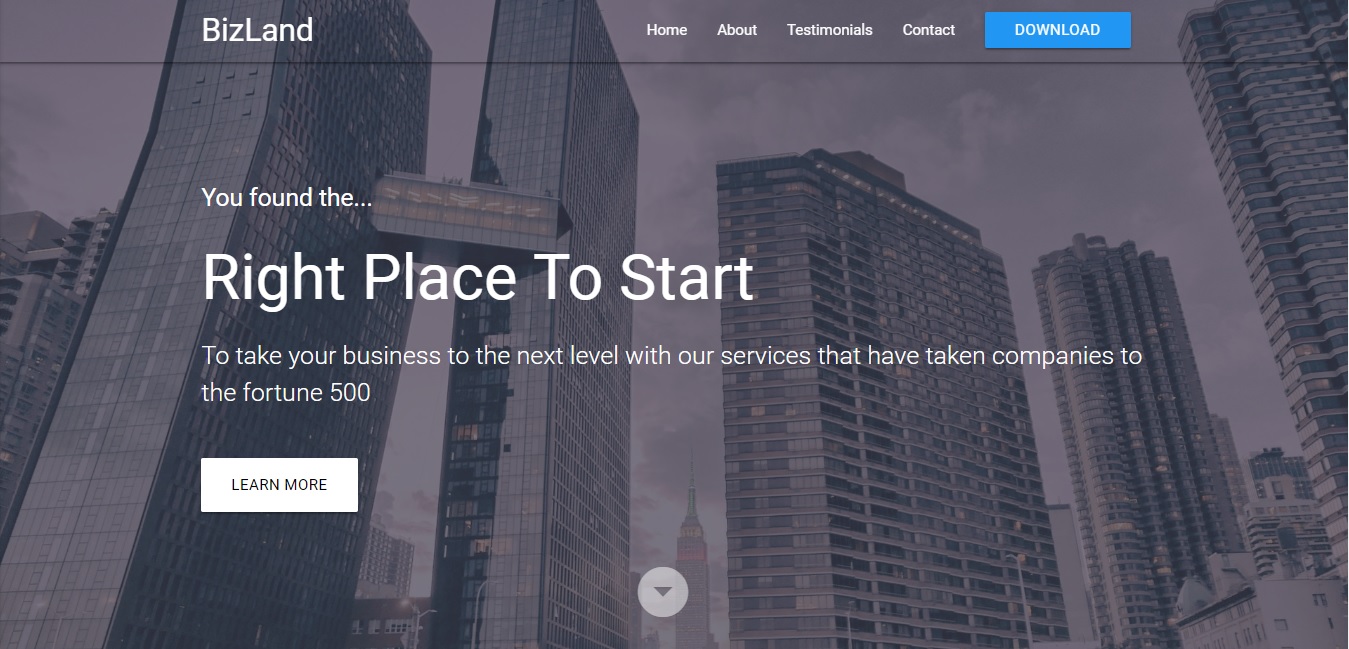 BizLand
Home About Testimonials Contact DOWNLOAD
You found the...
Right Place To Start
To take your business to the next level with our services that have taken companies to
the fortune 500
LEARN MORE